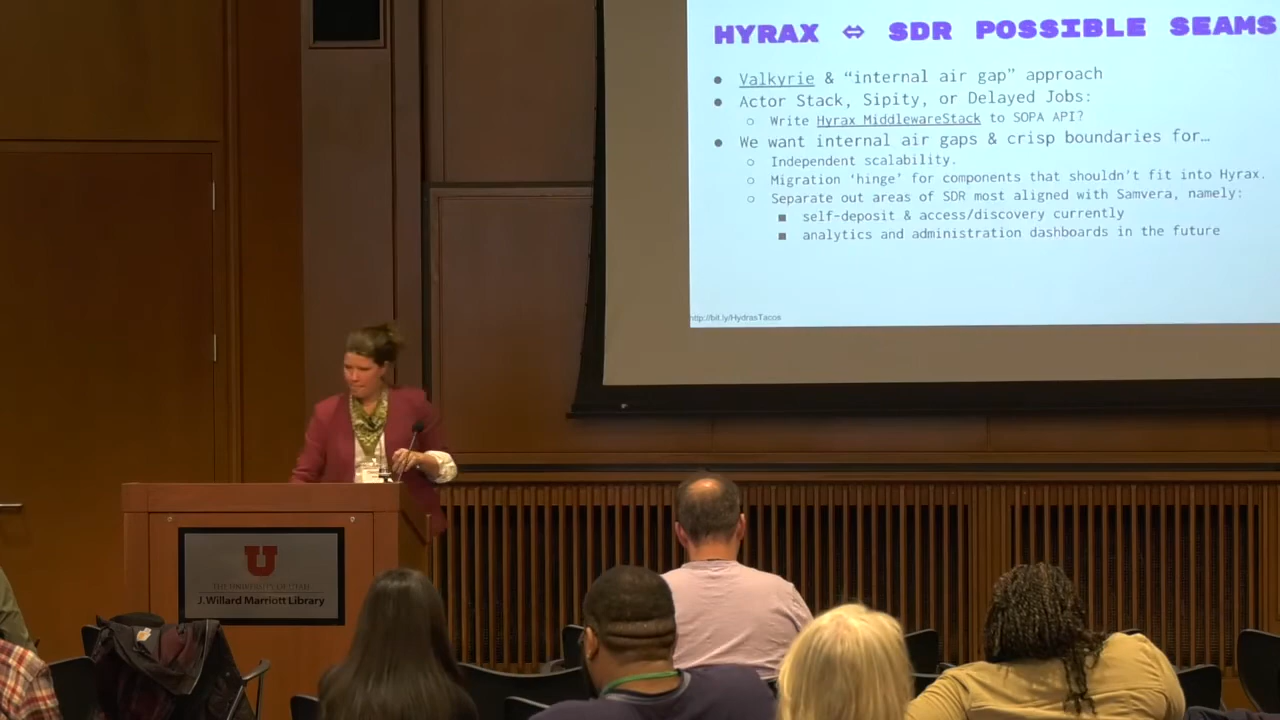 HYRAX ⇔ SDR POSSIBLE SEAMS
● Valkyrie & “internal air gap” approach
● Actor Stack, Sipity, or Delayed Jobs:
○ Write Hyrax MiddlewareStack to SOPA API?
● We want internal air gaps & crisp boundaries for…
○ Independent scalability.
○ Migration ‘hinge’ for components that shouldn’t fit into Hyrax.
○ Separate out areas of SDR most aligned with Samvera, namely:
■ self-deposit & access/discovery currently
■ analytics and administration dashboards in the future
http://bit.ly/HydrasTacos
U
THE UNIVERSITY OF UTAH
J. Willard Marriott Library